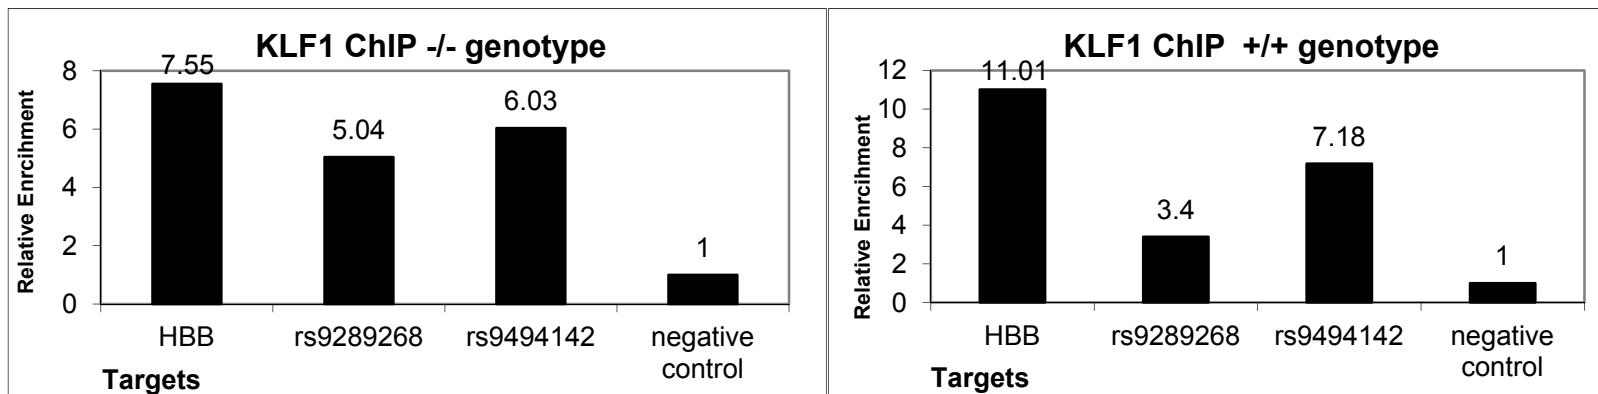 KLF1 ChIP -/- genotype
Relative Enrcihment
8
6
4
2
0
7.55
5.04
6.03
1
HBB
rs9289268
rs9494142
negative
control
Targets
KLF1 ChIP  +/+ genotype
Relative Enrcihment
12
10
8
6
4
2
0
11.01
3.4
7.18
1
HBB
rs9289268
rs9494142
negative
control
Targets